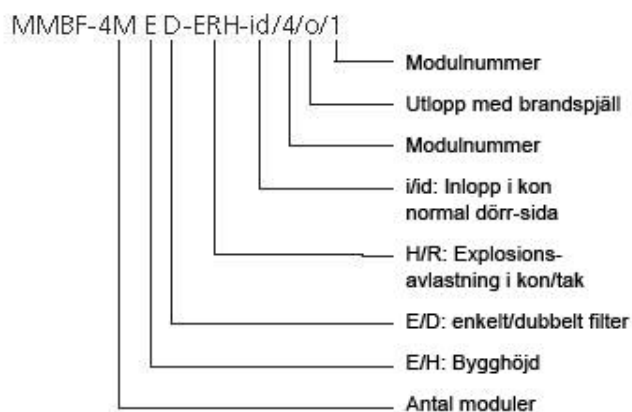 MMBF-4M E D-ERH-id/4/o/1
Modulnummer
Utlopp med brandspjäll
Modulnummer
i/id: Inlopp i kon
normal dörr-sida
H/R: Explosions-
avlastning i kon/tak
E/D: enkelt/dubbelt filter
E/H: Bygghöjd
Antal moduler